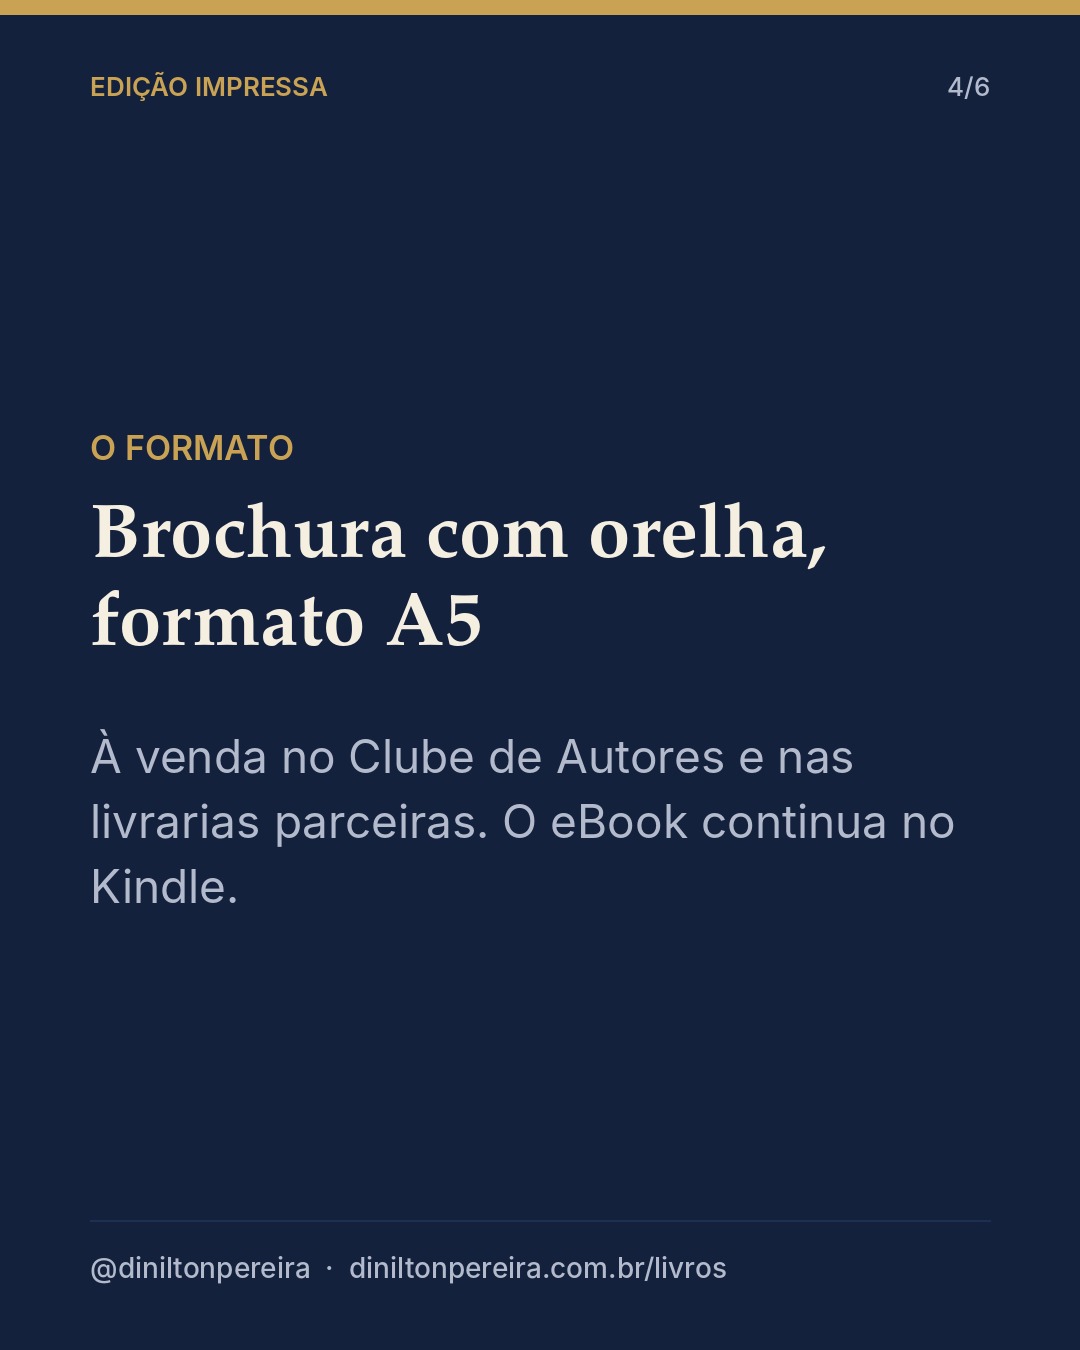 EDIÇÃO IMPRESSA
4/6
O FORMATO
Brochura com orelha,
formato A5
À venda no Clube de Autores e nas
livrarias parceiras. O eBook continua no
Kindle.
@diniltonpereira · diniltonpereira.com.br/livros